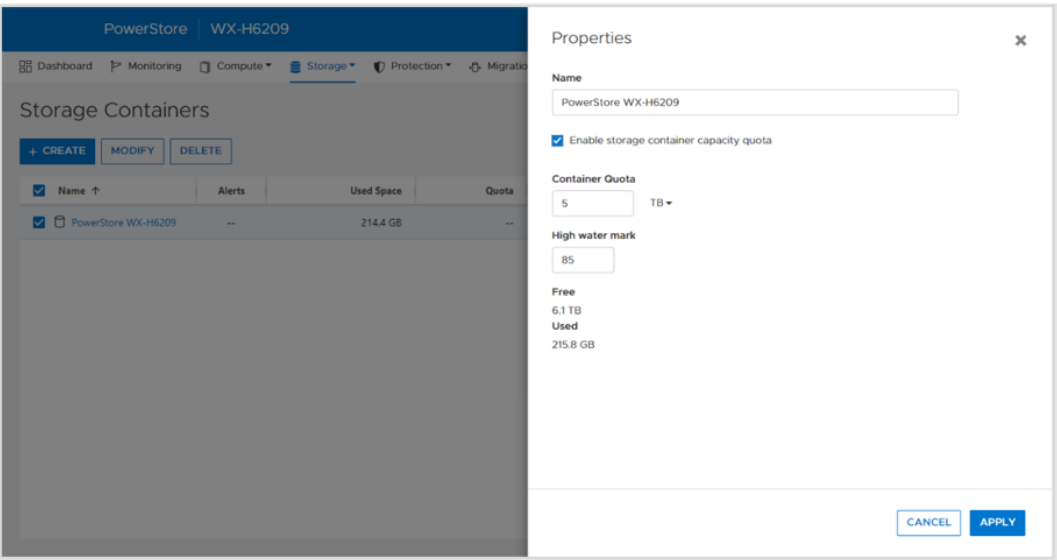 PowerStore WX-H6209
Dashboard Monitoring Compute Storage Protection Migratio
Storage Containers
+ CREATE MODIFY DELETE
Name ↑ Alerts Used Space Quota
PowerStore WX-H6209 -- 214.4 GB --
Properties
Name
PowerStore WX-H6209
Enable storage container capacity quota
Container Quota
5 TB
High water mark
85
Free
6.1 TB
Used
215.8 GB
CANCEL APPLY